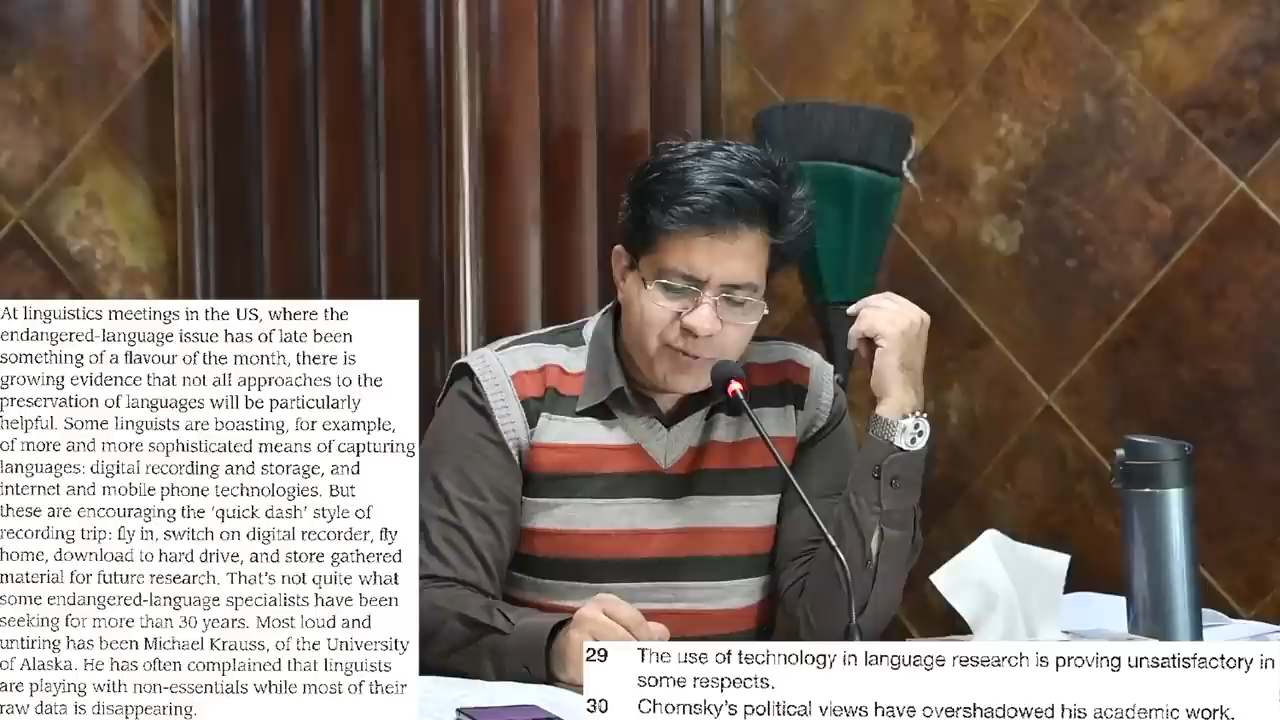 At linguistics meetings in the US, where the
endangered-language issue has of late been
something of a flavour of the month, there is
growing evidence that not all approaches to the
preservation of languages will be particularly
helpful. Some linguists are boasting, for example,
of more and more sophisticated means of capturing
languages: digital recording and storage, and
internet and mobile phone technologies. But
these are encouraging the 'quick dash' style of
recording trip: fly in, switch on digital recorder, fly
home, download to hard drive, and store gathered
material for future research. That's not quite what
some endangered-language specialists have been
seeking for more than 30 years. Most loud and
untiring has been Michael Krauss, of the University
of Alaska. He has often complained that linguists
are playing with non-essentials while most of their
raw data is disappearing.
29 The use of technology in language research is proving unsatisfactory in
some respects.
30 Chomsky's political views have overshadowed his academic work.